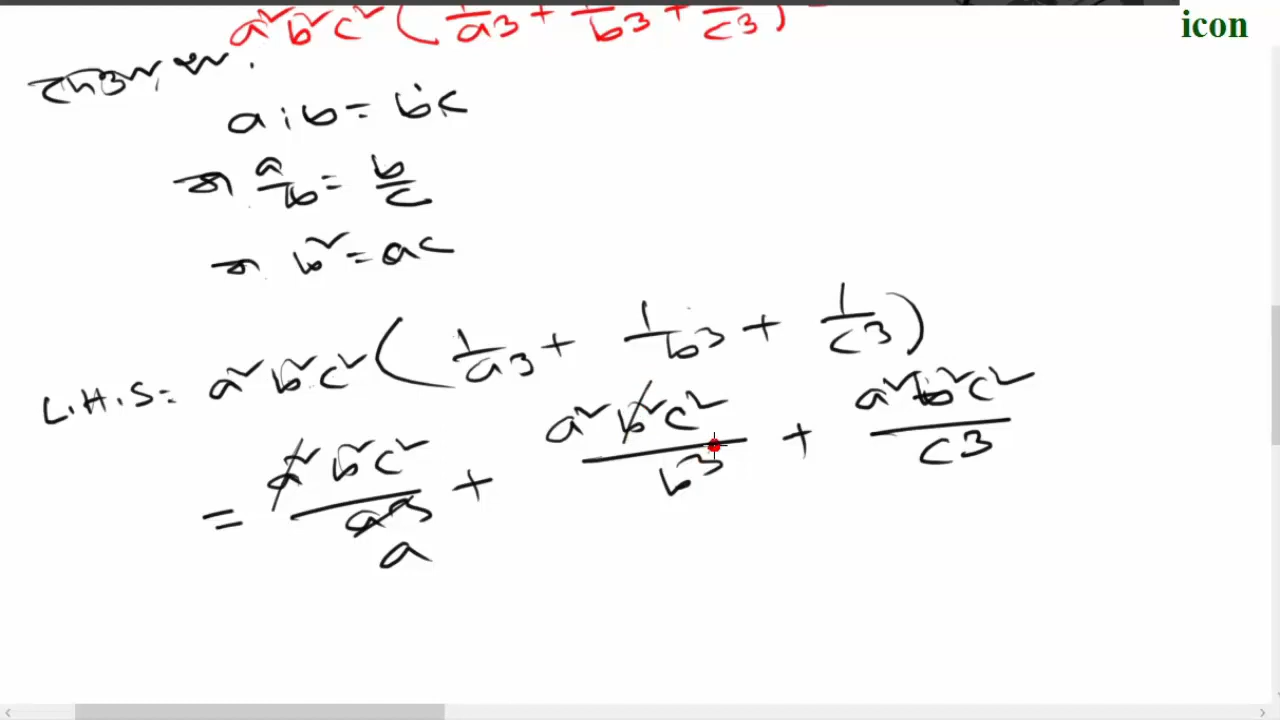 a²b²c² (1/a3 + 1/b3 + 1/c3)
icon
দেওয়া আছে,
a : b = b : c
বা a/b = b/c
বা b² = ac
L.H.S = a²b²c² (1/a3 + 1/b3 + 1/c3)
= a²b²c²/a3 + a²b²c²/b3 + a²b²c²/c3
a